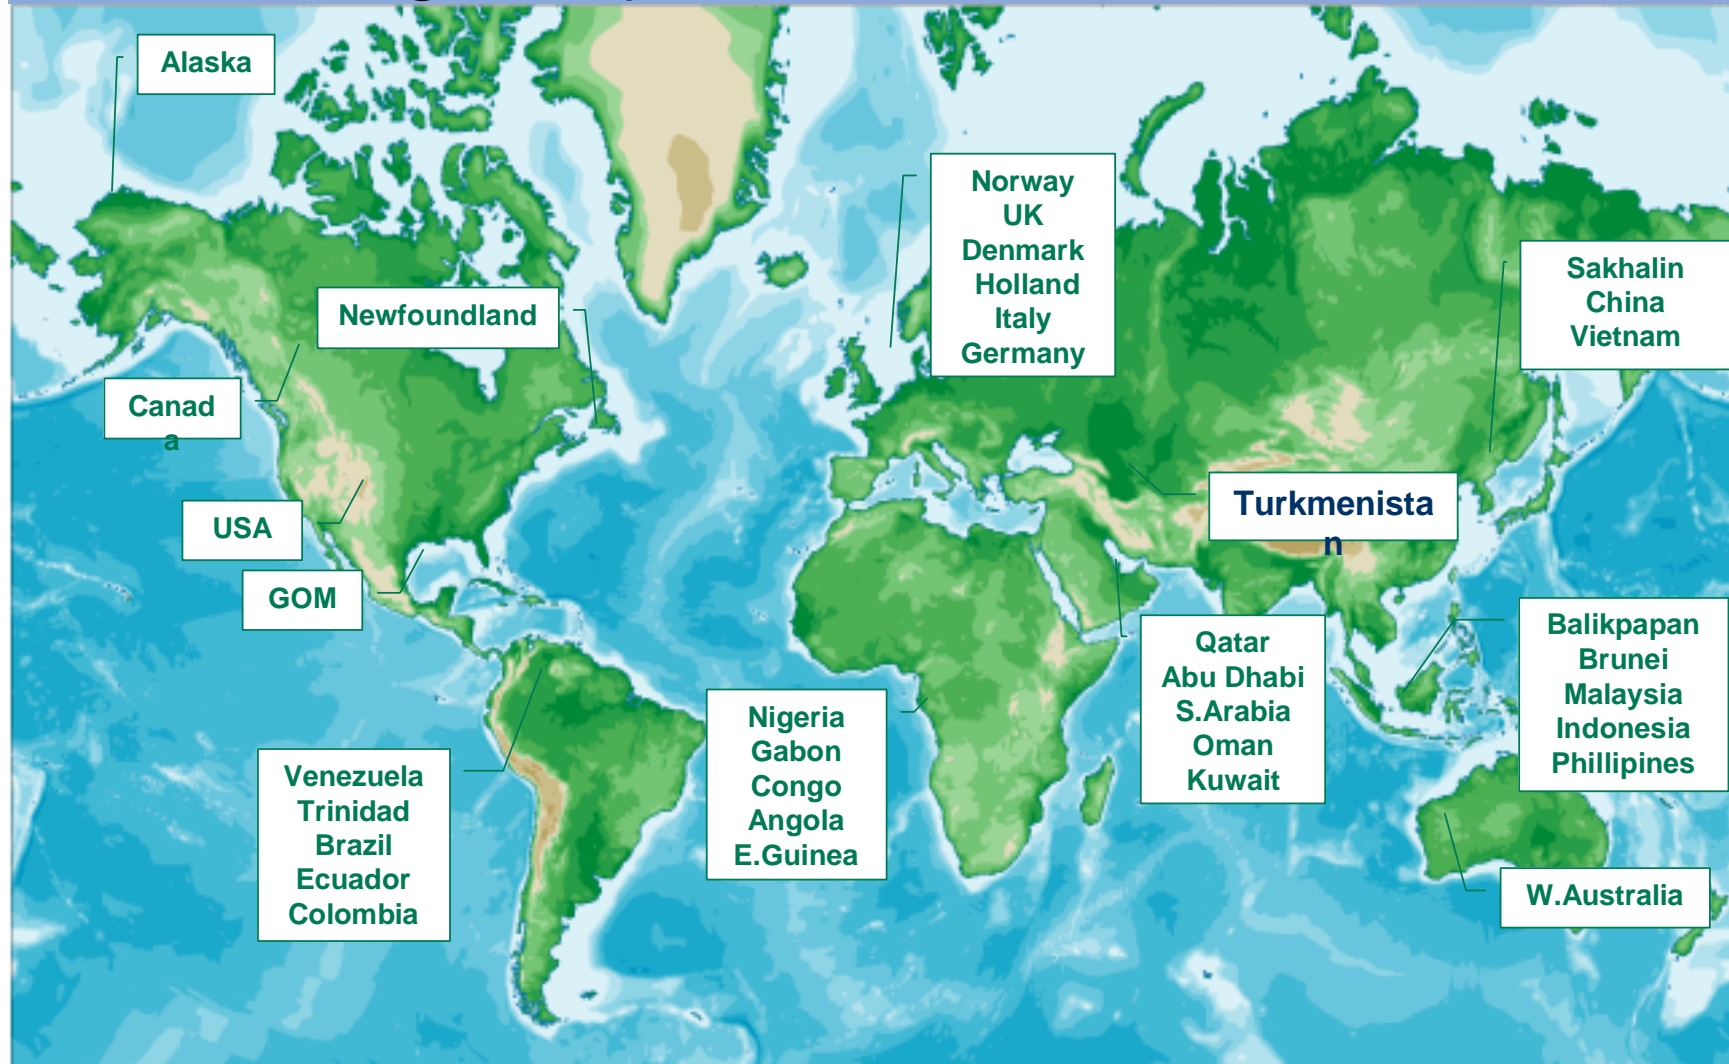 Alaska
Norway
UK
Denmark
Holland
Italy
Germany
Sakhalin
China
Vietnam
Newfoundland
Canad
a
USA
GOM
Turkmenista
n
Venezuela
Trinidad
Brazil
Ecuador
Colombia
Nigeria
Gabon
Congo
Angola
E.Guinea
Qatar
Abu Dhabi
S.Arabia
Oman
Kuwait
Balikpapan
Brunei
Malaysia
Indonesia
Phillipines
W.Australia